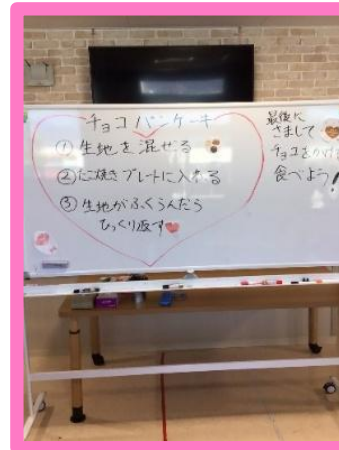 チョコパンケーキ
① 生地を混ぜる
② たこ焼きプレートに入れる
③ 生地がふくらんだら
ひっくり返す
最後に
さまして
チョコをかけて
食べよう!